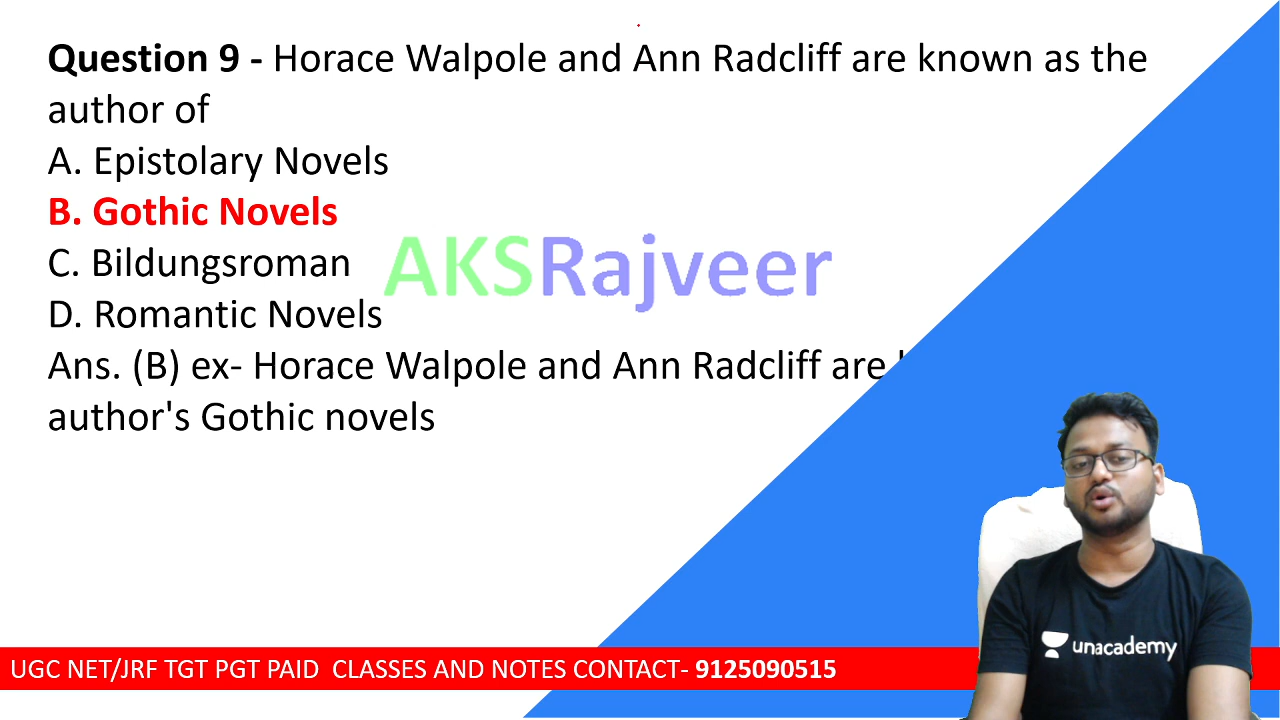 Question 9 - Horace Walpole and Ann Radcliff are known as the
author of
A. Epistolary Novels
B. Gothic Novels
C. Bildungsroman
AKSRajveer
D. Romantic Novels
Ans. (B) ex- Horace Walpole and Ann Radcliff are
author's Gothic novels
unacademy
UGC NET/JRF TGT PGT PAID CLASSES AND NOTES CONTACT- 9125090515